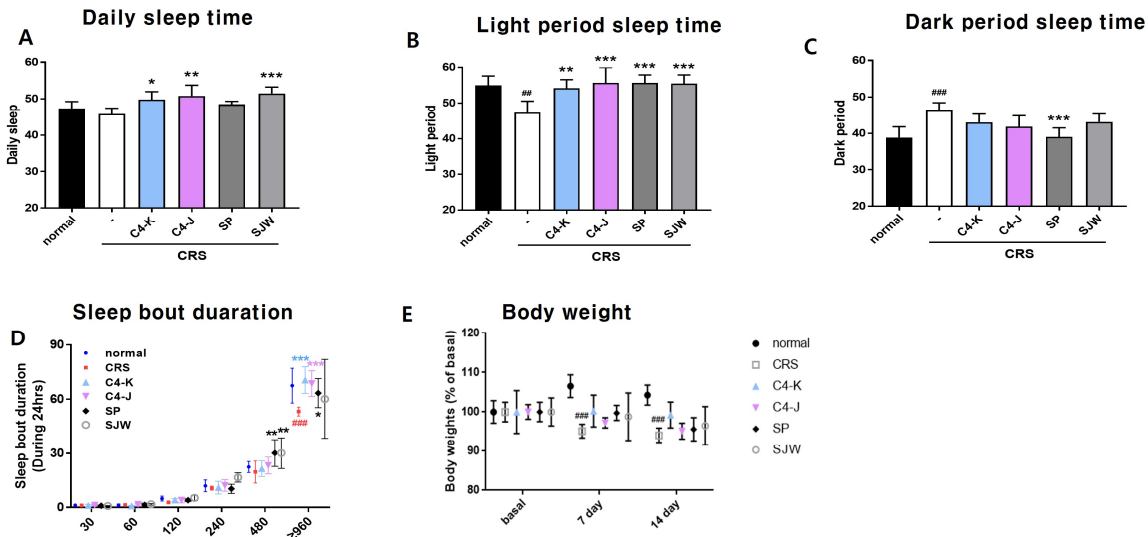 Daily sleep time
A
Daily sleep
60
50
40
30
20
*
**
***
normal
-
C4-K
C4-J
SP
SJW
CRS
Light period sleep time
B
Light period
60
50
40
30
20
##
**
***
***
***
normal
-
C4-K
C4-J
SP
SJW
CRS
Dark period sleep time
C
Dark period
60
50
40
30
20
###
***
normal
-
C4-K
C4-J
SP
SJW
CRS
Sleep bout duaration
D
Sleep bout duration
(During 24hrs)
90
60
30
0
normal
CRS
C4-K
C4-J
SP
SJW
***
***
###
*
**
**
30
60
120
240
480
>960
Body weight
E
Body weights (% of basal)
120
110
100
90
80
###
###
basal
7 day
14 day
normal
CRS
C4-K
C4-J
SP
SJW